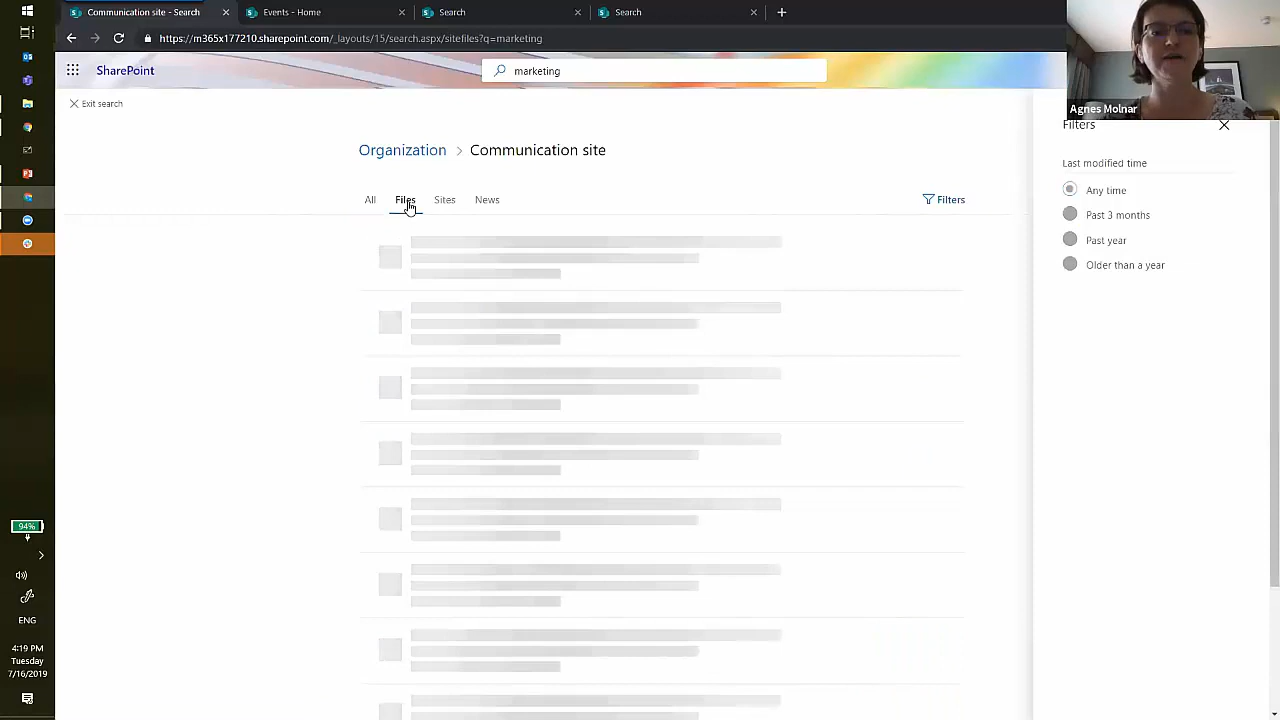 Communication site - Search
Events - Home
Search
Search
https://m365x177210.sharepoint.com/_layouts/15/search.aspx/sitefiles?q=marketing
SharePoint
marketing
Agnes Molnar
Exit search
Filters
Organization > Communication site
Last modified time
All Files Sites News
Filters
Any time
Past 3 months
Past year
Older than a year
94%
ENG
4:19 PM
Tuesday
7/16/2019